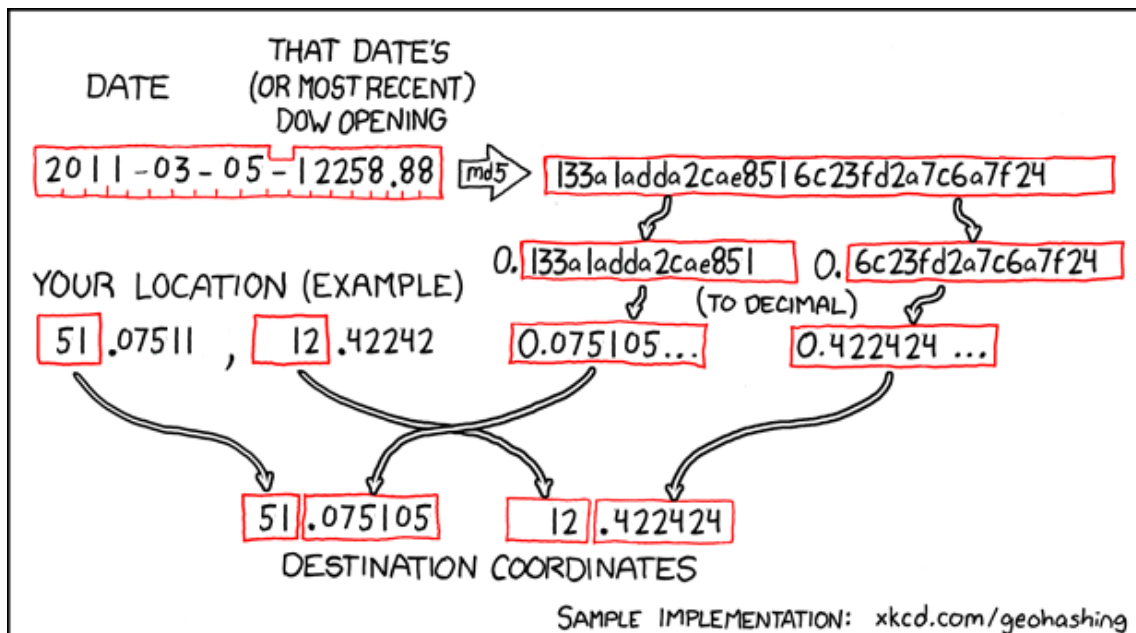 DATE
THAT DATE'S
(OR MOST RECENT)
DOW OPENING
2011-03-05-12258.88
md5
133a1adda2cae8516c23fd2a7c6a7f24
0.133a1adda2cae851
0.6c23fd2a7c6a7f24
YOUR LOCATION (EXAMPLE)
(TO DECIMAL)
51.07511, 12.42242
0.075105...
0.422424...
51.075105
12.422424
DESTINATION COORDINATES
SAMPLE IMPLEMENTATION: xkcd.com/geohashing